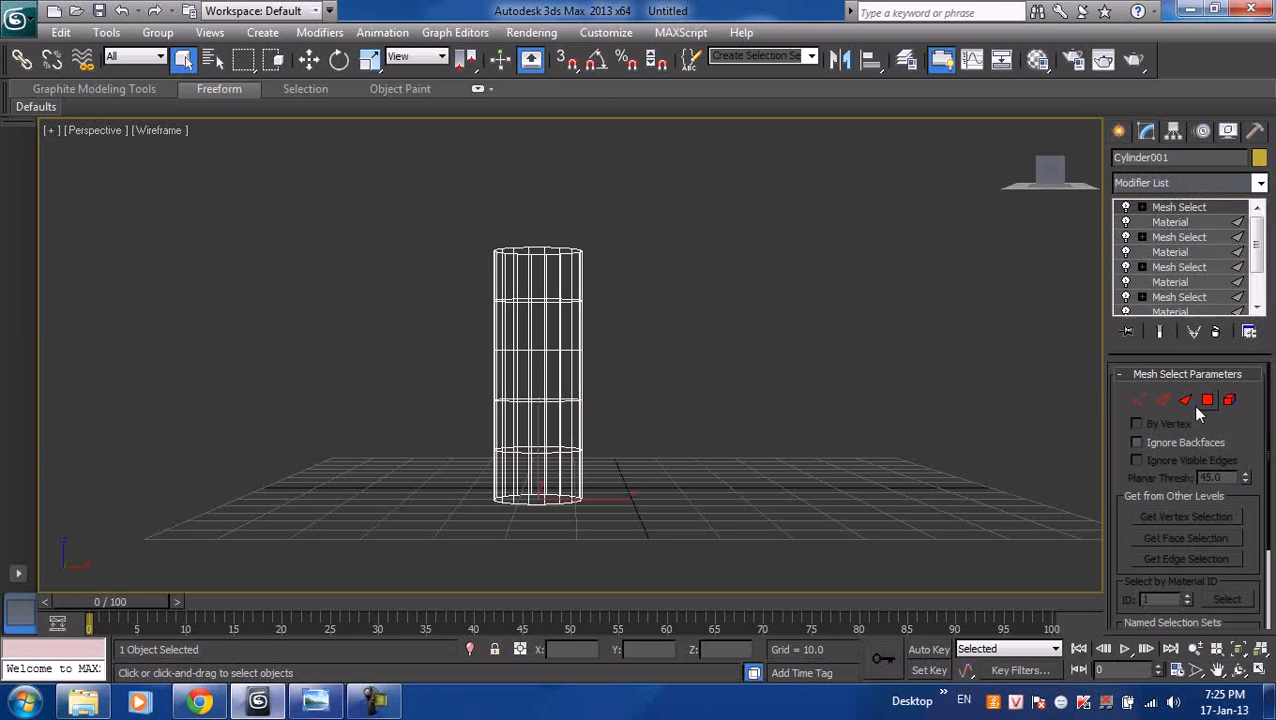 Workspace: Default
Autodesk 3ds Max 2013 x64 Untitled
Type a keyword or phrase
Edit Tools Group Views Create Modifiers Animation Graph Editors Rendering Customize MAXScript Help
All
View
3
Create Selection Se
Graphite Modeling Tools Freeform Selection Object Paint
Defaults
[ + ] [Perspective ] [Wireframe ]
Cylinder001
Modifier List
Mesh Select
Material
Mesh Select
Material
Mesh Select
Material
Mesh Select
Material
- Mesh Select Parameters
By Vertex
Ignore Backfaces
Ignore Visible Edges
Planar Thresh: 45.0
Get from Other Levels
Get Vertex Selection
Get Face Selection
Get Edge Selection
Select by Material ID
ID: 1 Select
Named Selection Sets
z
< 0 / 100 >
0 5 10 15 20 25 30 35 40 45 50 55 60 65 70 75 80 85 90 95 100
1 Object Selected
X: Y: Z: Grid = 10.0
Auto Key Selected
Welcome to MAX:
Click or click-and-drag to select objects
Add Time Tag
Set Key Key Filters...
0
Desktop » EN
7:25 PM
17-Jan-13